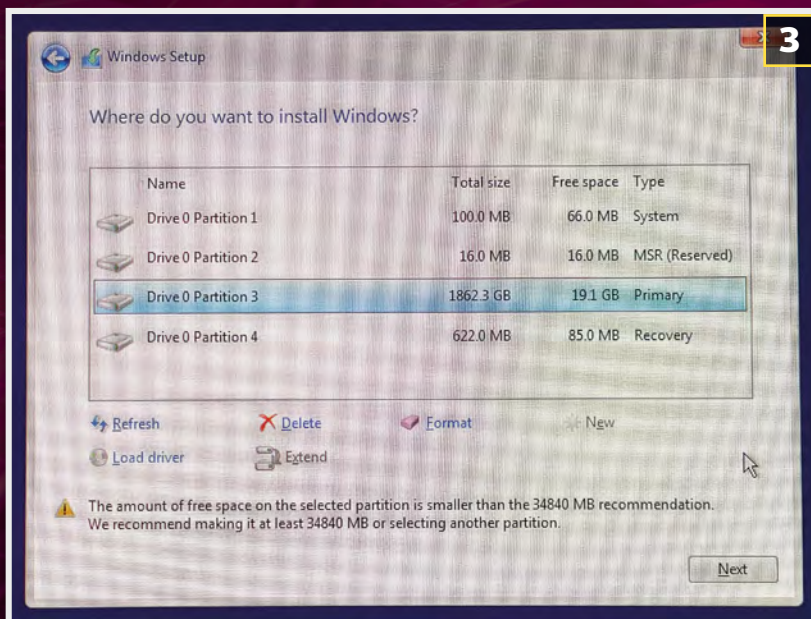 3
Windows Setup
Where do you want to install Windows?
Name Total size Free space Type
Drive 0 Partition 1 100.0 MB 66.0 MB System
Drive 0 Partition 2 16.0 MB 16.0 MB MSR (Reserved)
Drive 0 Partition 3 1862.3 GB 19.1 GB Primary
Drive 0 Partition 4 622.0 MB 85.0 MB Recovery
Refresh Delete Format New
Load driver Extend
The amount of free space on the selected partition is smaller than the 34840 MB recommendation.
We recommend making it at least 34840 MB or selecting another partition.
Next